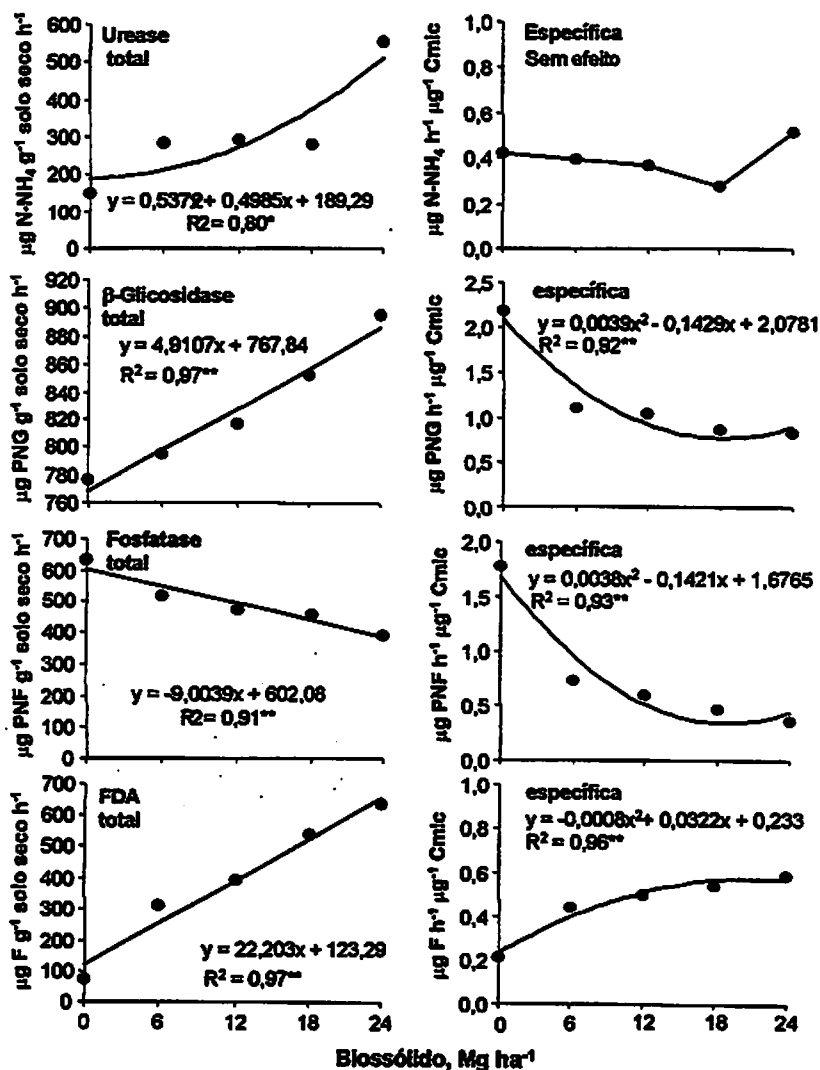 Urease
total
µg N-NH₄ g⁻¹ solo seco h⁻¹
600
500
400
300
200
100
0
y = 0,5372+ 0,4985x + 189,29
R2= 0,80*
Específica
Sem efeito
µg N-NH₄ h⁻¹ µg⁻¹ Cmic
1,0
0,8
0,6
0,4
0,2
0,0
β-Glicosidase
total
µg PNG g⁻¹ solo seco h⁻¹
920
900
880
860
840
820
800
780
760
y = 4,9107x + 767,84
R² = 0,97**
específica
µg PNG h⁻¹ µg⁻¹ Cmic
2,5
2,0
1,5
1,0
0,5
0,0
y = 0,0039x² - 0,1429x + 2,0781
R² = 0,92**
Fosfatase
total
µg PNF g⁻¹ solo seco h⁻¹
700
600
500
400
300
200
100
0
y = -9,0039x + 602,08
R2= 0,91**
específica
µg PNF h⁻¹ µg⁻¹ Cmic
2,0
1,5
1,0
0,5
0,0
y = 0,0038x² - 0,1421x + 1,6765
R² = 0,93**
FDA
total
µg F g⁻¹ solo seco h⁻¹
700
600
500
400
300
200
100
0
y = 22,203x + 123,29
R² = 0,97**
0 6 12 18 24
específica
µg F h⁻¹ µg⁻¹ Cmic
1,0
0,8
0,6
0,4
0,2
0,0
y = -0,0008x²+ 0,0322x + 0,233
R² = 0,96**
0 6 12 18 24
Biossólido, Mg ha⁻¹